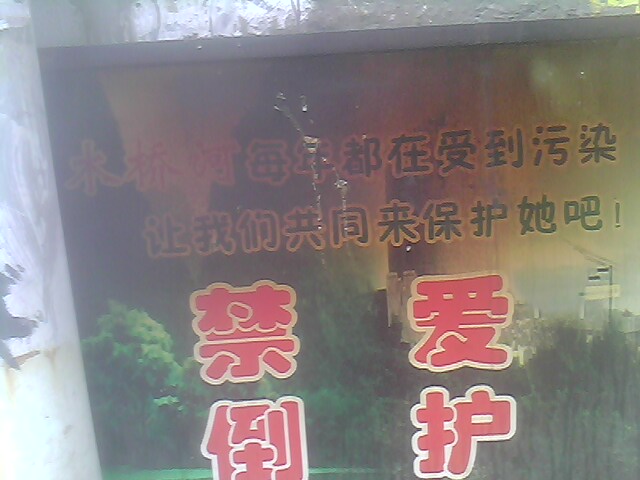 木桥河每年都在受到污染
让我们共同来保护她吧！
禁倒
爱护